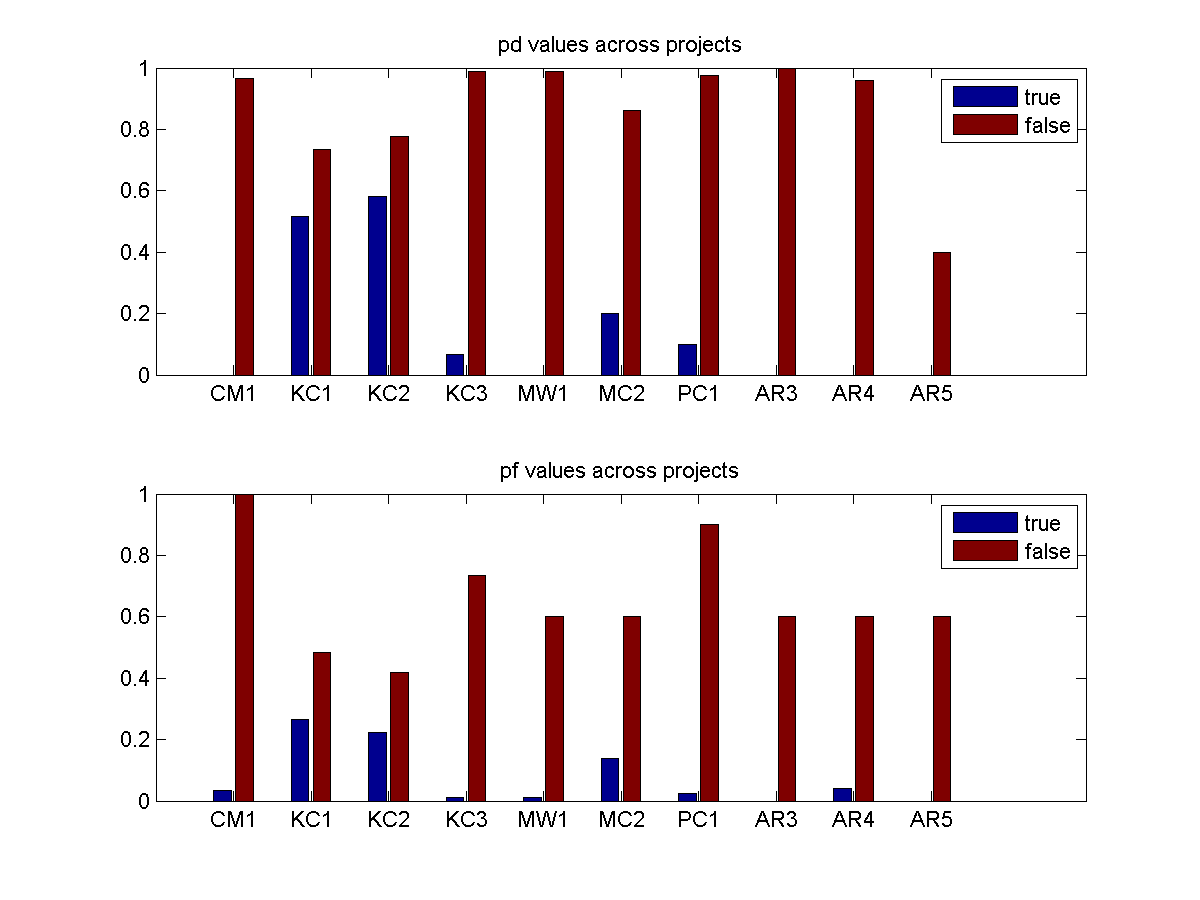 pd values across projects
1
0.8
0.6
0.4
0.2
0
true
false
CM1 KC1 KC2 KC3 MW1 MC2 PC1 AR3 AR4 AR5
pf values across projects
1
0.8
0.6
0.4
0.2
0
true
false
CM1 KC1 KC2 KC3 MW1 MC2 PC1 AR3 AR4 AR5